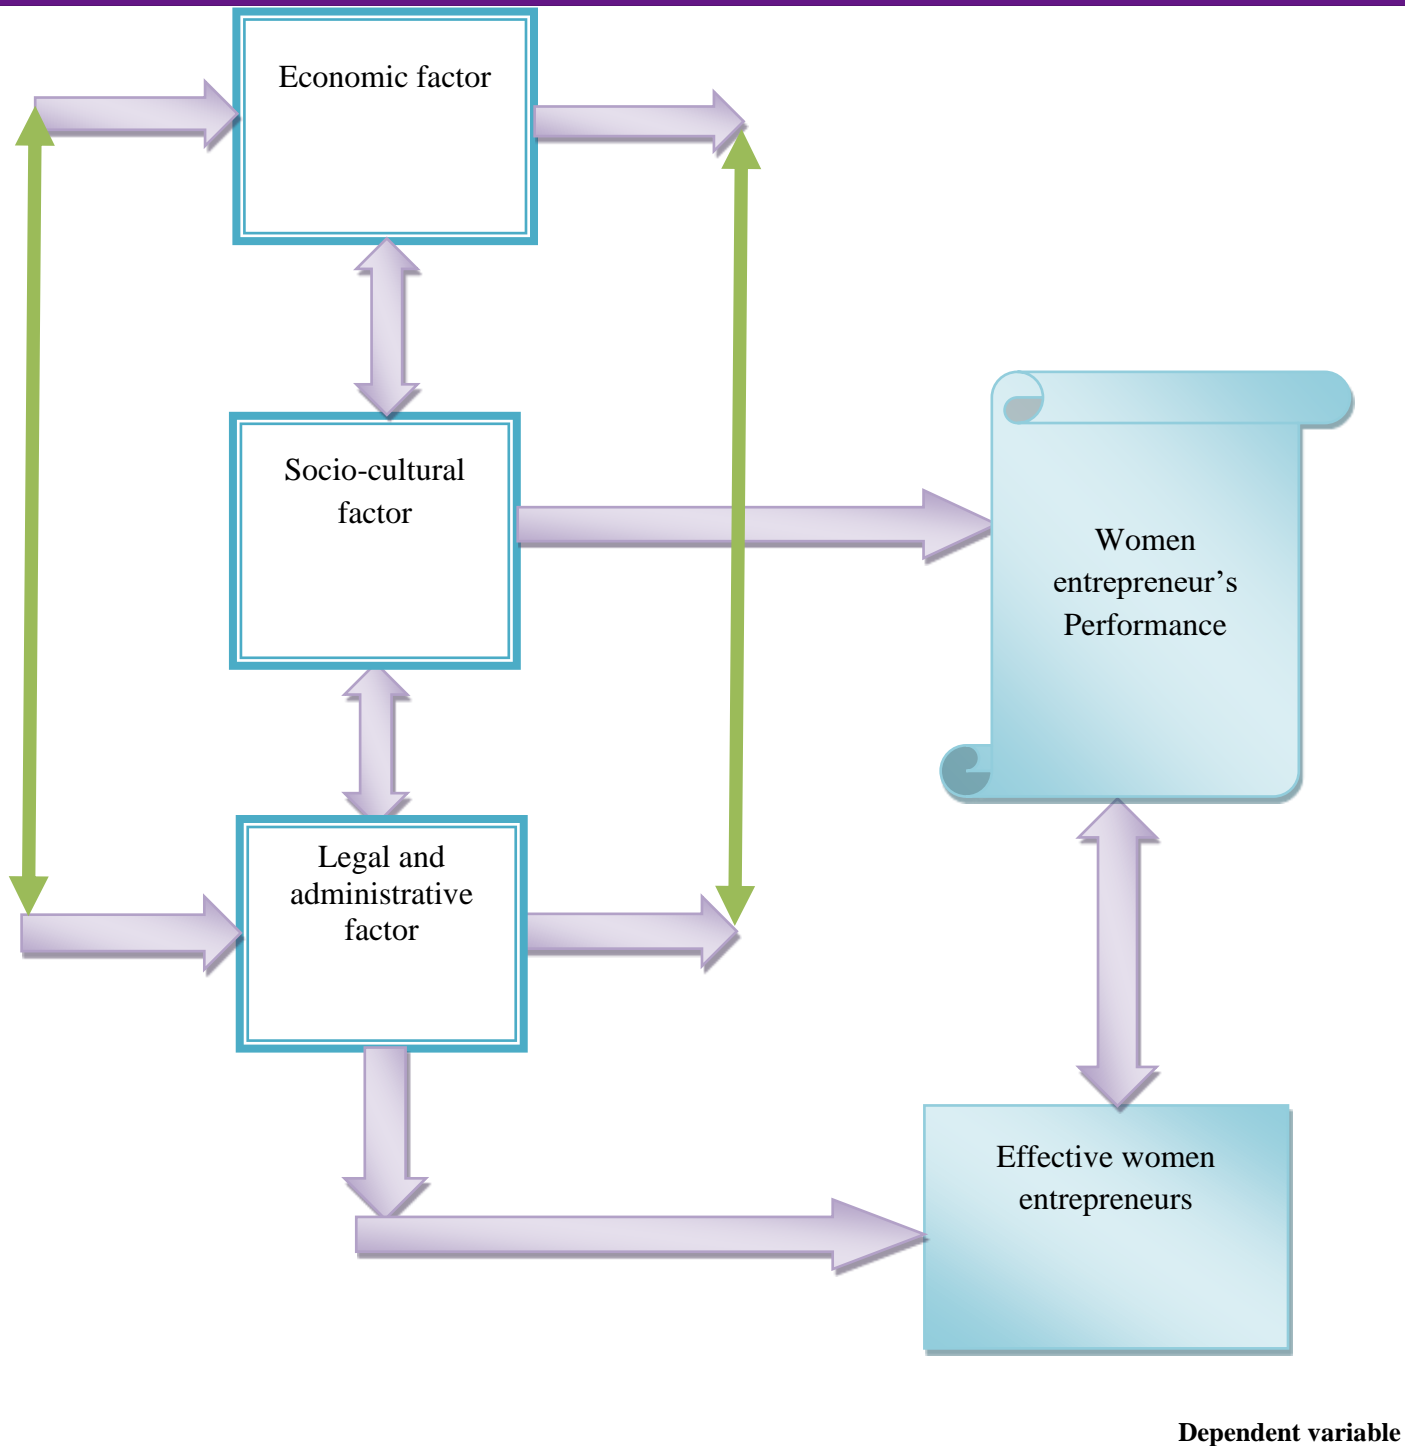 Economic factor
Socio-cultural
factor
Women
entrepreneur’s
Performance
Legal and
administrative
factor
Effective women
entrepreneurs
Dependent variable